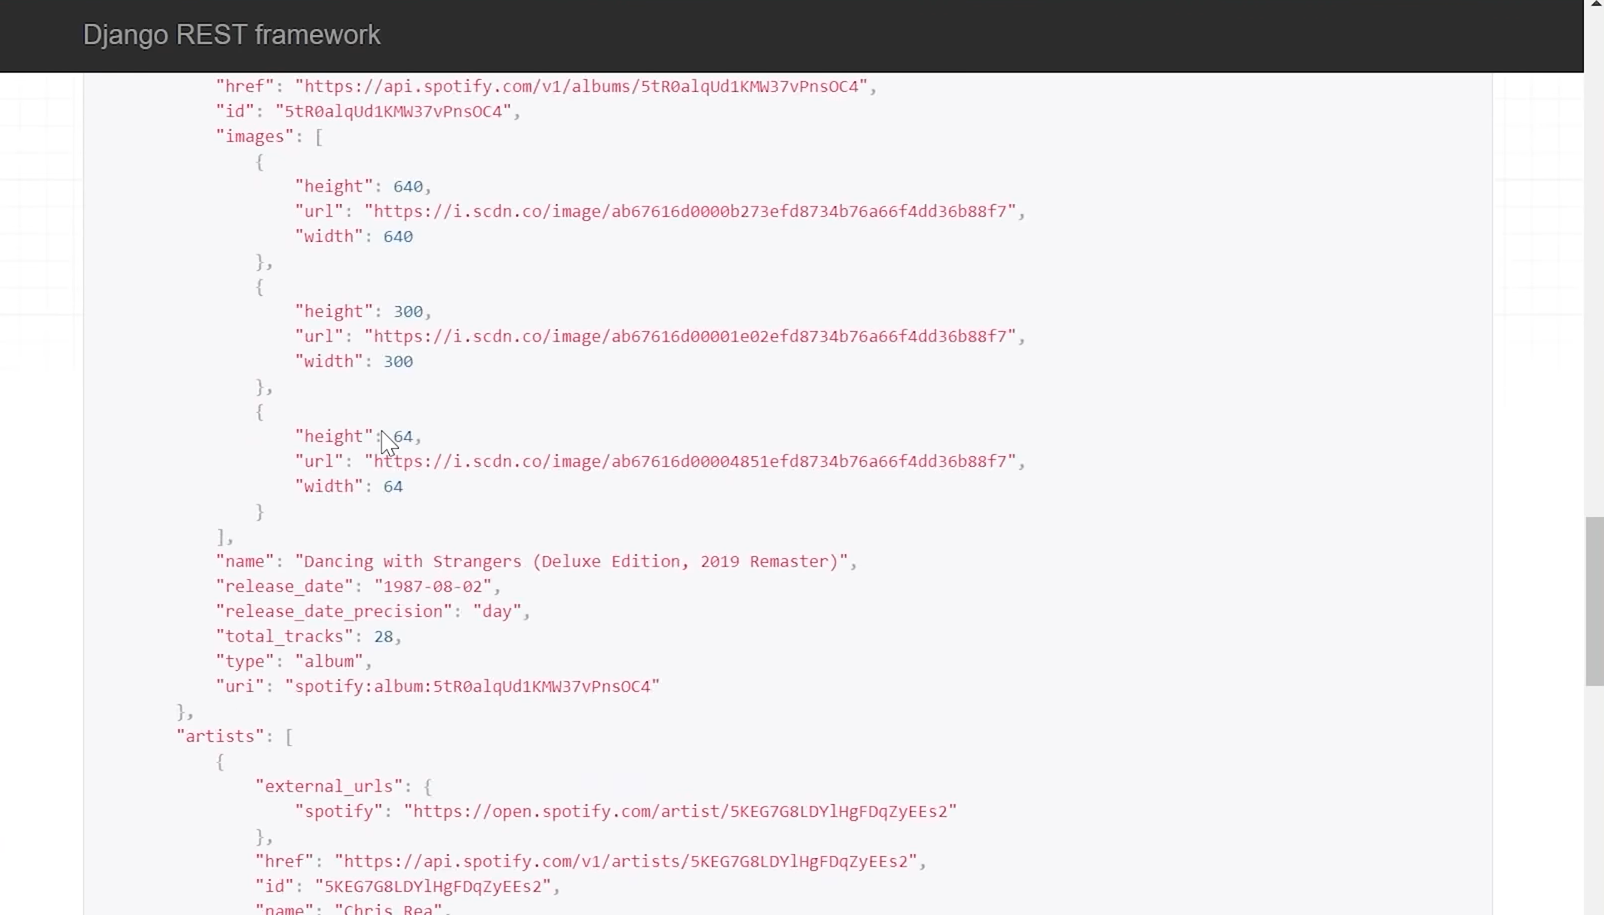 Django REST framework
"href": "https://api.spotify.com/v1/albums/5tR0alqUd1KMW37vPnsOC4",
"id": "5tR0alqUd1KMW37vPnsOC4",
"images": [
{
"height": 640,
"url": "https://i.scdn.co/image/ab67616d0000b273efd8734b76a66f4dd36b88f7",
"width": 640
},
{
"height": 300,
"url": "https://i.scdn.co/image/ab67616d00001e02efd8734b76a66f4dd36b88f7",
"width": 300
},
{
"height": 64,
"url": "https://i.scdn.co/image/ab67616d00004851efd8734b76a66f4dd36b88f7",
"width": 64
}
],
"name": "Dancing with Strangers (Deluxe Edition, 2019 Remaster)",
"release_date": "1987-08-02",
"release_date_precision": "day",
"total_tracks": 28,
"type": "album",
"uri": "spotify:album:5tR0alqUd1KMW37vPnsOC4"
},
"artists": [
{
"external_urls": {
"spotify": "https://open.spotify.com/artist/5KEG7G8LDYlHgFDqZyEEs2"
},
"href": "https://api.spotify.com/v1/artists/5KEG7G8LDYlHgFDqZyEEs2",
"id": "5KEG7G8LDYlHgFDqZyEEs2",
"name": "Chris Rea",